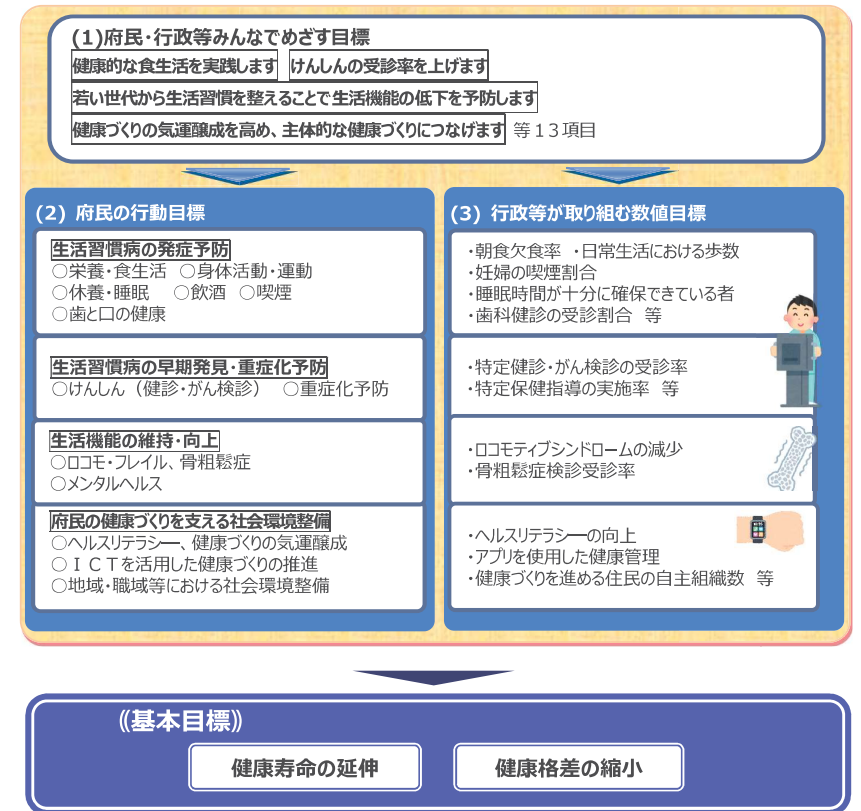 (1)府民・行政等みんなでめざす目標
健康的な食生活を実践します けんしんの受診率を上げます
若い世代から生活習慣を整えることで生活機能の低下を予防します
健康づくりの気運醸成を高め、主体的な健康づくりにつなげます 等13項目
(2) 府民の行動目標
生活習慣病の発症予防
○栄養・食生活 ○身体活動・運動
○休養・睡眠 ○飲酒 ○喫煙
○歯と口の健康
生活習慣病の早期発見・重症化予防
○けんしん（健診・がん検診） ○重症化予防
生活機能の維持・向上
○ロコモ・フレイル、骨粗鬆症
○メンタルヘルス
府民の健康づくりを支える社会環境整備
○ヘルスリテラシー、健康づくりの気運醸成
○ＩＣＴを活用した健康づくりの推進
○地域・職域等における社会環境整備
(3) 行政等が取り組む数値目標
・朝食欠食率 ・日常生活における歩数
・妊婦の喫煙割合
・睡眠時間が十分に確保できている者
・歯科健診の受診割合 等
・特定健診・がん検診の受診率
・特定保健指導の実施率 等
・ロコモティブシンドロームの減少
・骨粗鬆症検診受診率
・ヘルスリテラシーの向上
・アプリを使用した健康管理
・健康づくりを進める住民の自主組織数 等
《基本目標》
健康寿命の延伸 健康格差の縮小